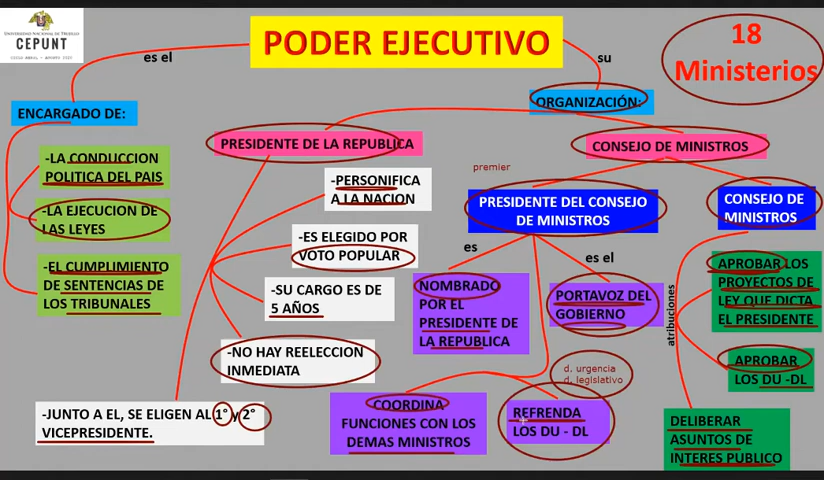 UNIVERSIDAD NACIONAL DE TRUJILLO
CEPUNT
PODER EJECUTIVO
18
Ministerios
es el
su
ENCARGADO DE:
ORGANIZACIÓN:
PRESIDENTE DE LA REPUBLICA
CONSEJO DE MINISTROS
-LA CONDUCCION
POLITICA DEL PAIS
-LA EJECUCION DE
LAS LEYES
-EL CUMPLIMIENTO
DE SENTENCIAS DE
LOS TRIBUNALES
-PERSONIFICA
A LA NACION
-ES ELEGIDO POR
VOTO POPULAR
-SU CARGO ES DE
5 AÑOS
-NO HAY REELECCION
INMEDIATA
-JUNTO A EL, SE ELIGEN AL 1° y 2°
VICEPRESIDENTE.
premier
PRESIDENTE DEL CONSEJO
DE MINISTROS
CONSEJO DE
MINISTROS
es
es el
NOMBRADO
POR EL
PRESIDENTE DE
LA REPUBLICA
PORTAVOZ DEL
GOBIERNO
d. urgencia
d. legislativo
COORDINA
FUNCIONES CON LOS
DEMAS MINISTROS
REFRENDA
LOS DU - DL
atribuciones
APROBAR LOS
PROYECTOS DE
LEY QUE DICTA
EL PRESIDENTE
APROBAR
LOS DU -DL
DELIBERAR
ASUNTOS DE
INTERES PUBLICO